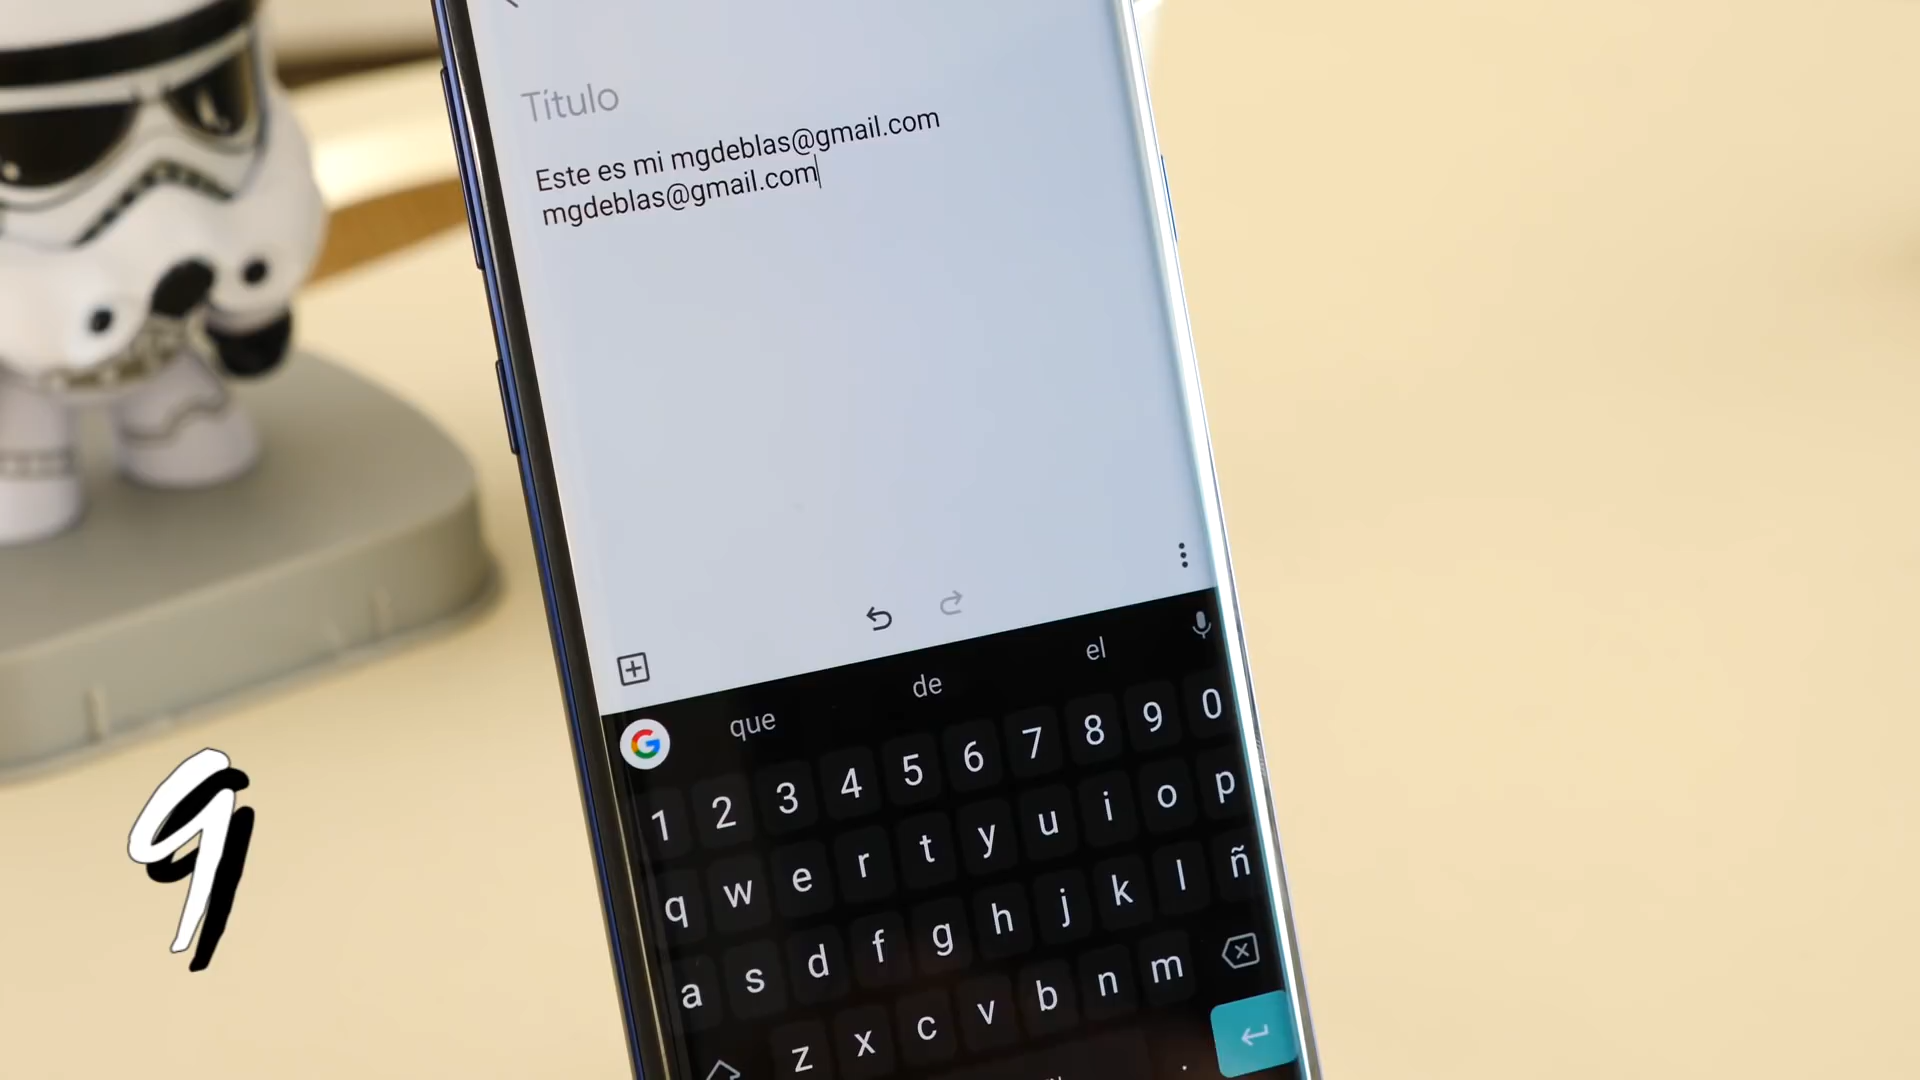 Título
Este es mi mgdeblas@gmail.com
mgdeblas@gmail.com
que de el
1 2 3 4 5 6 7 8 9 0
q w e r t y u i o p
a s d f g h j k l ñ
z x c v b n m
.
9